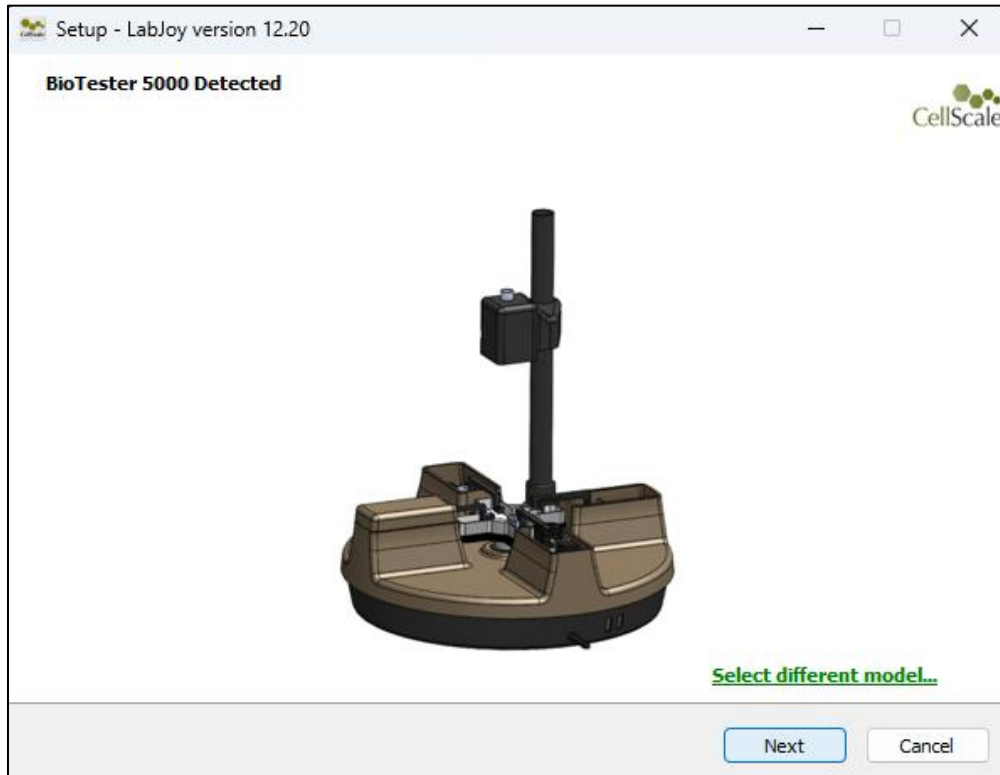 Setup - LabJoy version 12.20
BioTester 5000 Detected
CellScale
Select different model...
Next
Cancel